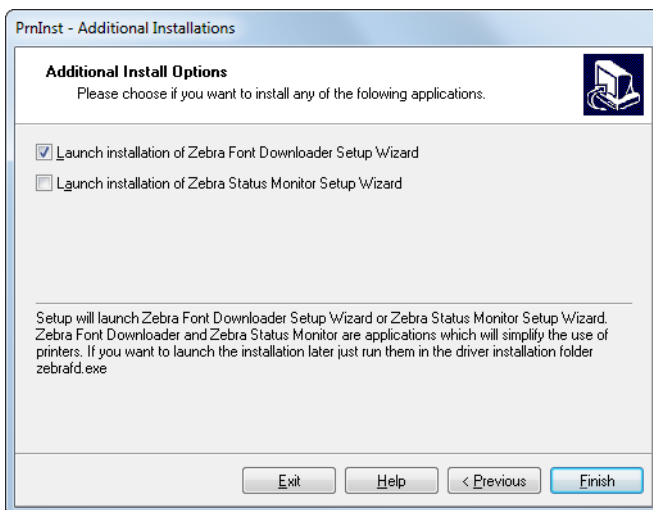 PrnInst - Additional Installations
Additional Install Options
Please choose if you want to install any of the folowing applications.
Launch installation of Zebra Font Downloader Setup Wizard
Launch installation of Zebra Status Monitor Setup Wizard
Setup will launch Zebra Font Downloader Setup Wizard or Zebra Status Monitor Setup Wizard.
Zebra Font Downloader and Zebra Status Monitor are applications which will simplify the use of
printers. If you want to launch the installation later just run them in the driver installation folder
zebrafd.exe
Exit Help < Previous Finish